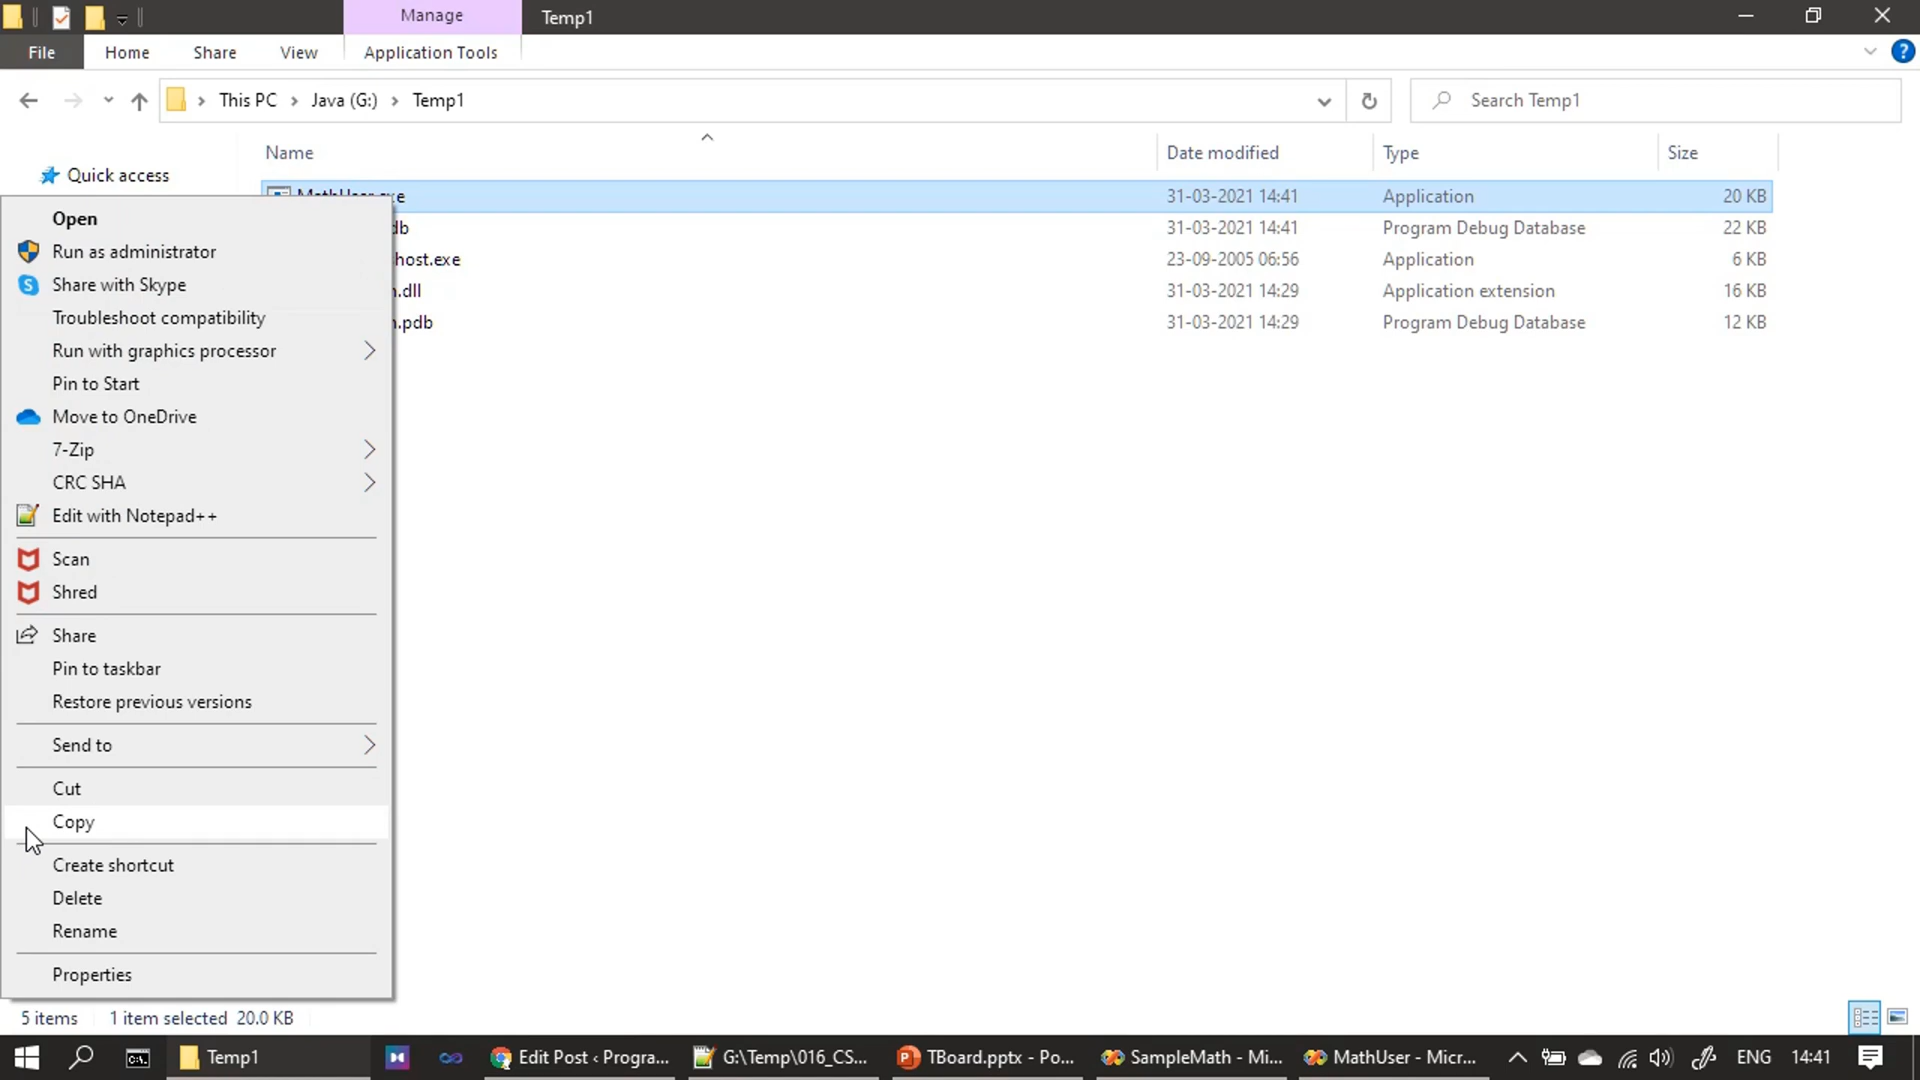 Manage
Temp1
File
Home
Share
View
Application Tools
This PC
Java (G:)
Temp1
Search Temp1
Name
Date modified
Type
Size
Quick access
31-03-2021 14:41
Application
20 KB
db
31-03-2021 14:41
Program Debug Database
22 KB
host.exe
23-09-2005 06:56
Application
6 KB
.dll
31-03-2021 14:29
Application extension
16 KB
.pdb
31-03-2021 14:29
Program Debug Database
12 KB
Open
Run as administrator
Share with Skype
Troubleshoot compatibility
Run with graphics processor
Pin to Start
Move to OneDrive
7-Zip
CRC SHA
Edit with Notepad++
Scan
Shred
Share
Pin to taskbar
Restore previous versions
Send to
Cut
Copy
Create shortcut
Delete
Rename
Properties
5 items
1 item selected 20.0 KB
Temp1
Edit Post ‹ Progra...
G:\Temp\016_CS...
TBoard.pptx - Po...
SampleMath - Mi...
MathUser - Micr...
ENG
14:41